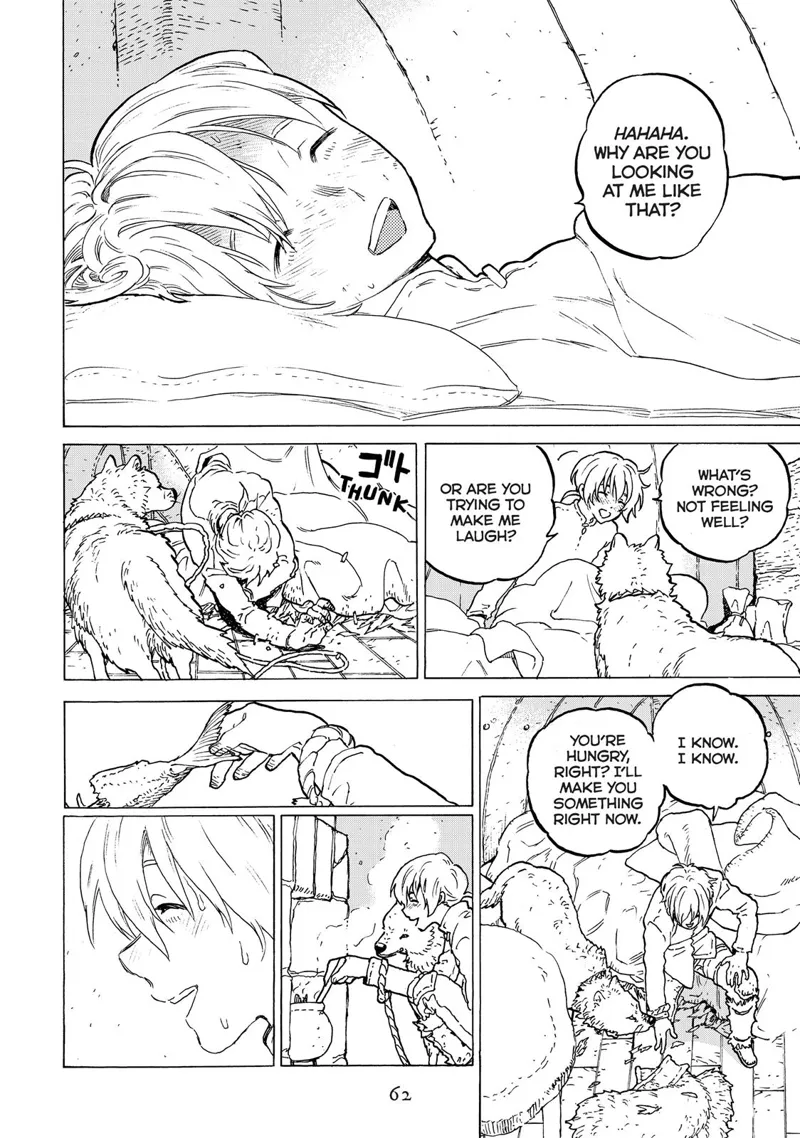 HAHAHA.
WHY ARE YOU
LOOKING
AT ME LIKE
THAT?
WHAT'S
WRONG?
NOT FEELING
WELL?
OR ARE YOU
TRYING TO
MAKE ME
LAUGH?
ゴト
THUNK
I KNOW.
I KNOW.
YOU'RE
HUNGRY,
RIGHT? I'LL
MAKE YOU
SOMETHING
RIGHT NOW.
62